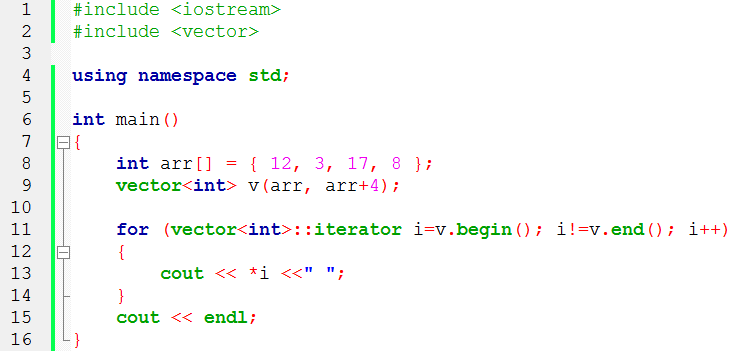 1 #include <iostream>
2 #include <vector>
3
4 using namespace std;
5
6 int main()
7 {
8     int arr[] = { 12, 3, 17, 8 };
9     vector<int> v(arr, arr+4);
10
11     for (vector<int>::iterator i=v.begin(); i!=v.end(); i++)
12     {
13         cout << *i <<" ";
14     }
15     cout << endl;
16 }